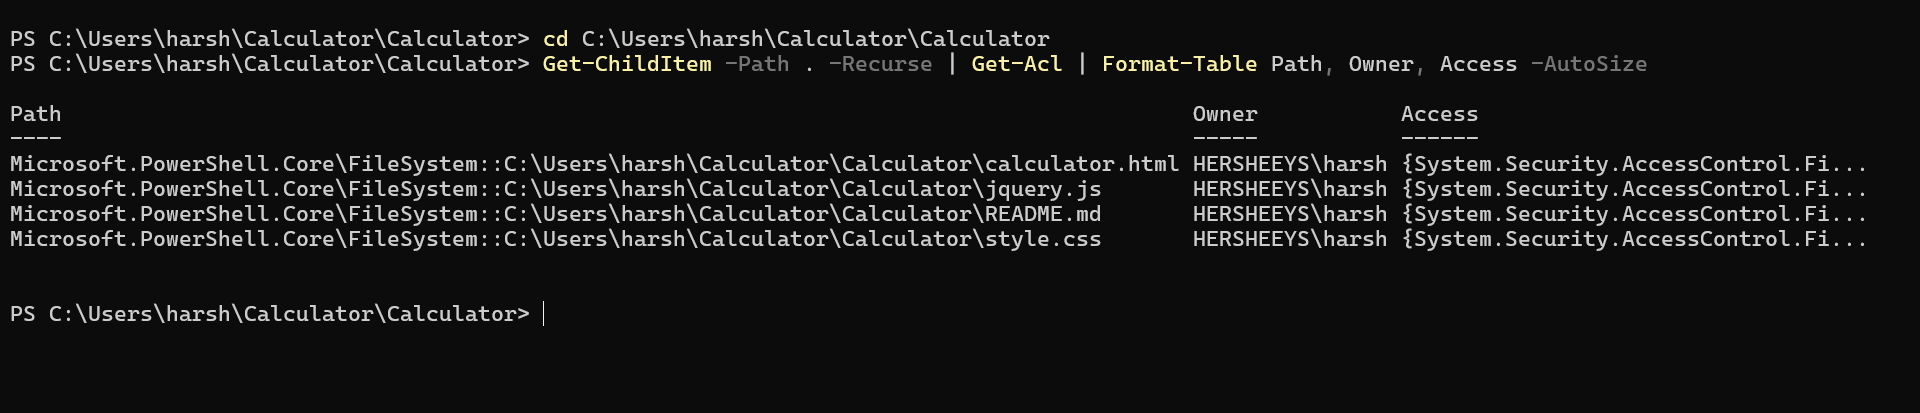 PS C:\Users\harsh\Calculator\Calculator> cd C:\Users\harsh\Calculator\Calculator
PS C:\Users\harsh\Calculator\Calculator> Get-ChildItem -Path . -Recurse | Get-Acl | Format-Table Path, Owner, Access -AutoSize
Path Owner Access
---- ----- ------
Microsoft.PowerShell.Core\FileSystem::C:\Users\harsh\Calculator\Calculator\calculator.html HERSHEEYS\harsh {System.Security.AccessControl.Fi...
Microsoft.PowerShell.Core\FileSystem::C:\Users\harsh\Calculator\Calculator\jquery.js HERSHEEYS\harsh {System.Security.AccessControl.Fi...
Microsoft.PowerShell.Core\FileSystem::C:\Users\harsh\Calculator\Calculator\README.md HERSHEEYS\harsh {System.Security.AccessControl.Fi...
Microsoft.PowerShell.Core\FileSystem::C:\Users\harsh\Calculator\Calculator\style.css HERSHEEYS\harsh {System.Security.AccessControl.Fi...
PS C:\Users\harsh\Calculator\Calculator>